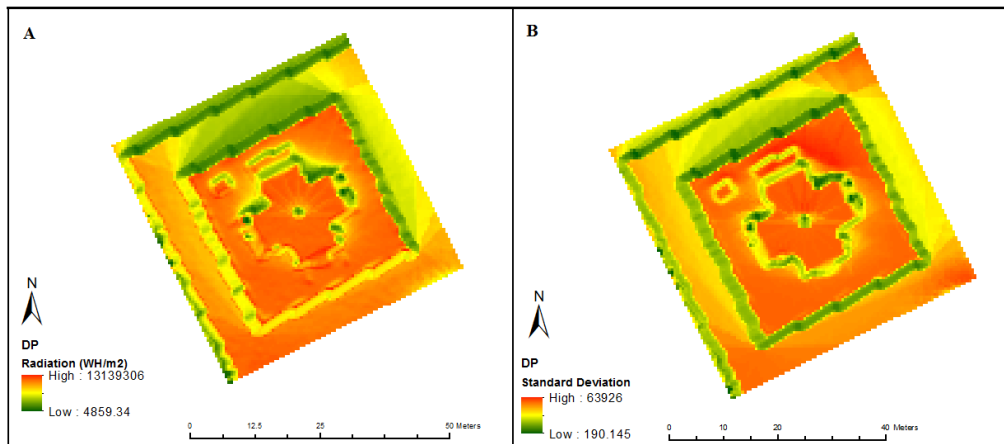 A
N
DP
Radiation (WH/m2)
High : 13139306
Low : 4859.34
0 12.5 25 50 Meters
B
N
DP
Standard Deviation
High : 63926
Low : 190.145
0 10 20 40 Meters